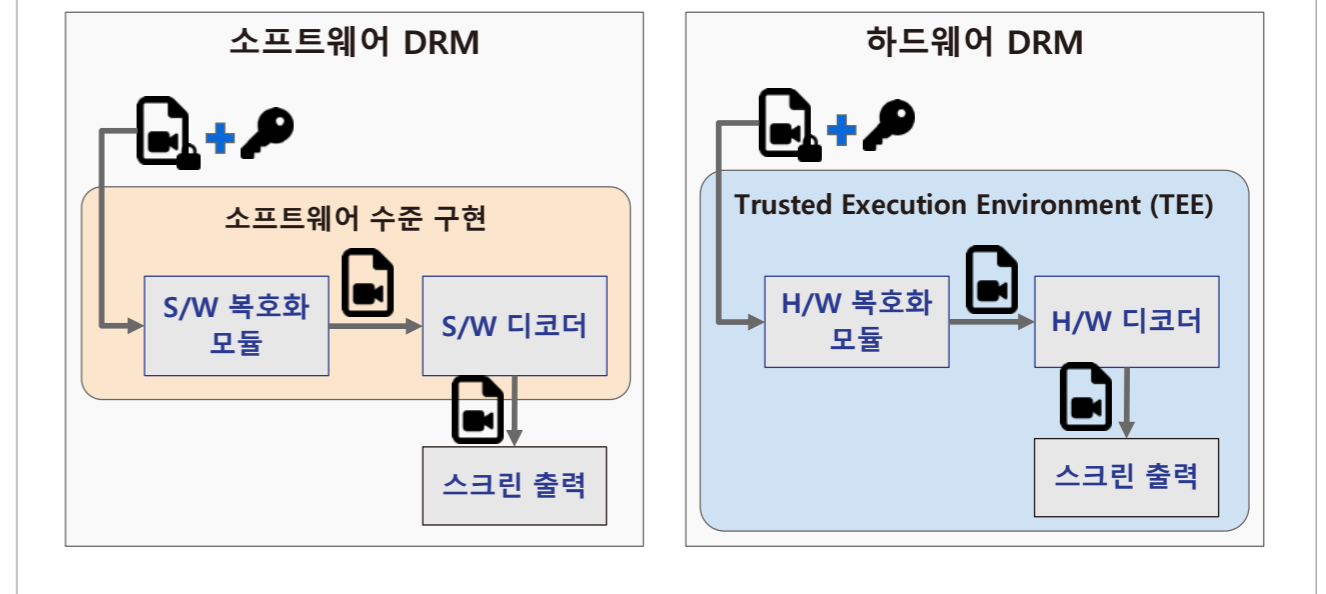 소프트웨어 DRM
소프트웨어 수준 구현
S/W 복호화
모듈
S/W 디코더
스크린 출력
하드웨어 DRM
Trusted Execution Environment (TEE)
H/W 복호화
모듈
H/W 디코더
스크린 출력